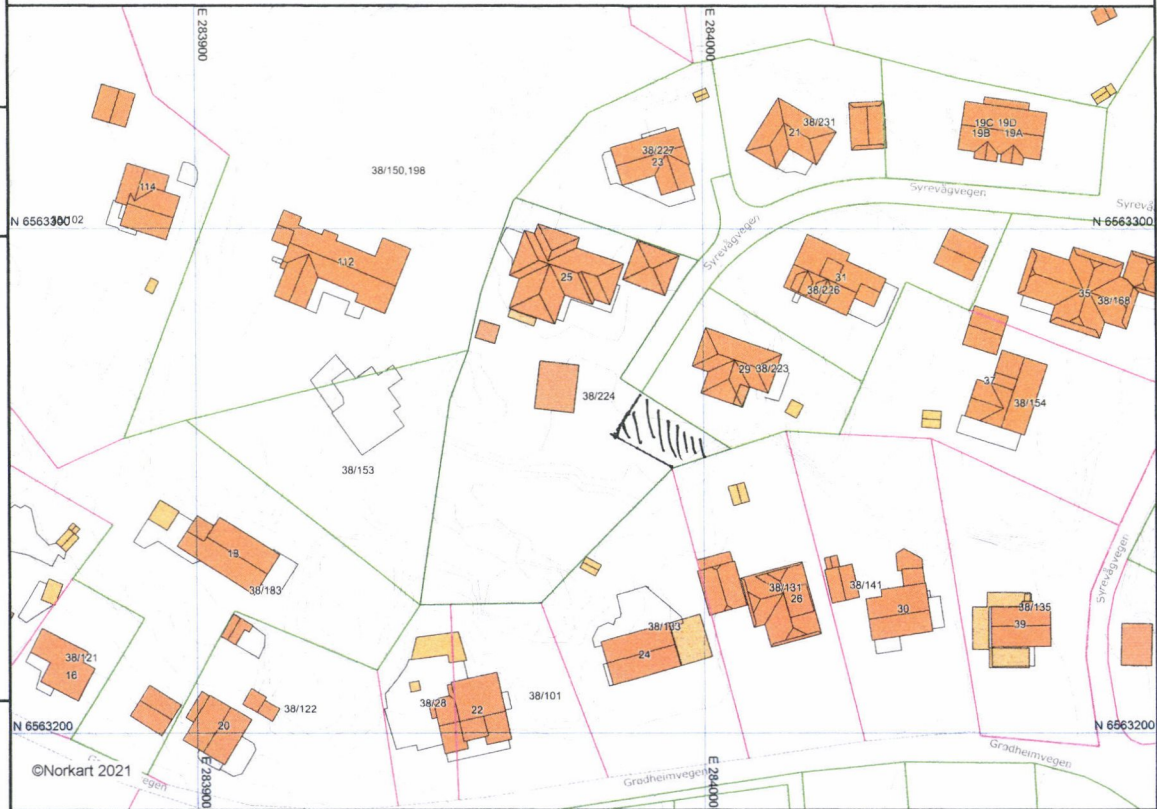 E 283900
E 284000
38/231
21
19C 19D
19B 19A
38/227
23
38/150,198
114
Syrevågvegen
N 6563300
N 6563300
Syrevågvegen
112
25
31
38/226
35
38/168
29 38/223
37
38/154
38/224
38/153
18
38/183
38/131
26
38/141
30
38/135
39
Syrevågvegen
24
38/121
16
38/28
22
38/101
38/122
20
N 6563200
N 6563200
Grødheimvegen
Grødheimvegen
©Norkart 2021
E 283900
E 284000